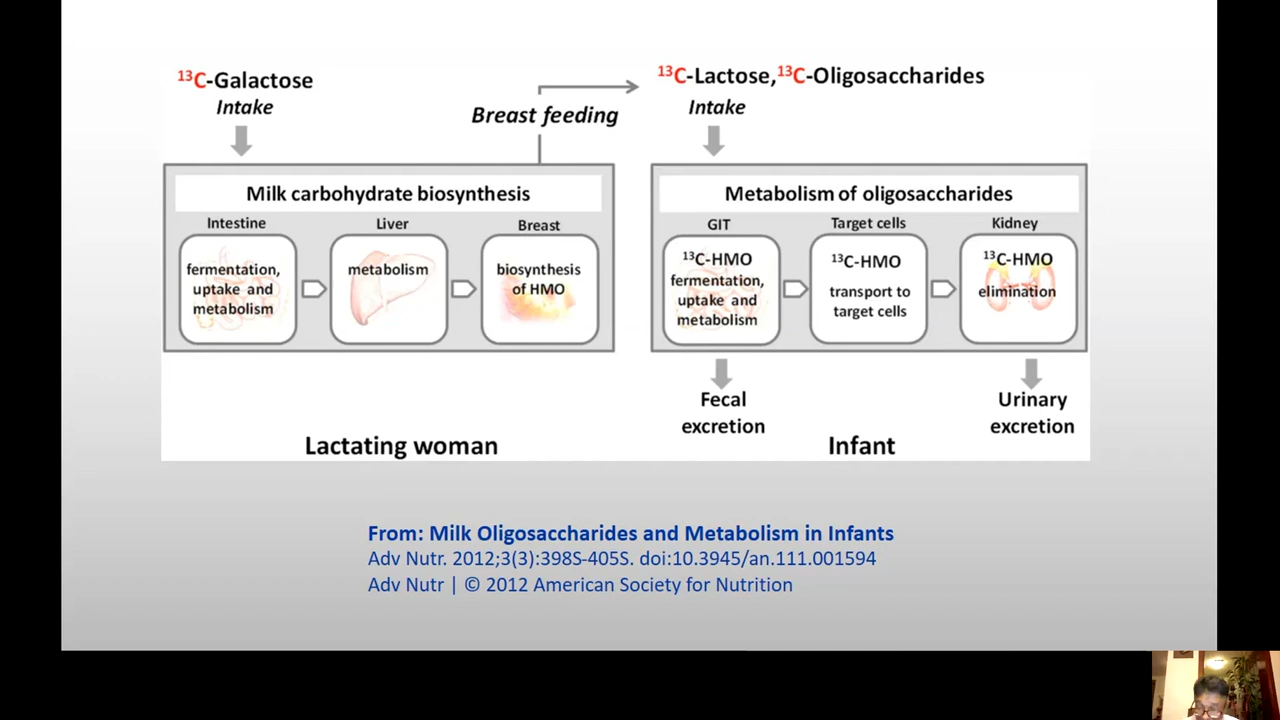 ¹³C-Galactose
Intake
Breast feeding
¹³C-Lactose,¹³C-Oligosaccharides
Intake
Milk carbohydrate biosynthesis
Intestine
fermentation,
uptake and
metabolism
Liver
metabolism
Breast
biosynthesis
of HMO
Lactating woman
Metabolism of oligosaccharides
GIT
¹³C-HMO
fermentation,
uptake and
metabolism
Target cells
¹³C-HMO
transport to
target cells
Kidney
¹³C-HMO
elimination
Fecal
excretion
Urinary
excretion
Infant
From: Milk Oligosaccharides and Metabolism in Infants
Adv Nutr. 2012;3(3):398S-405S. doi:10.3945/an.111.001594
Adv Nutr | © 2012 American Society for Nutrition